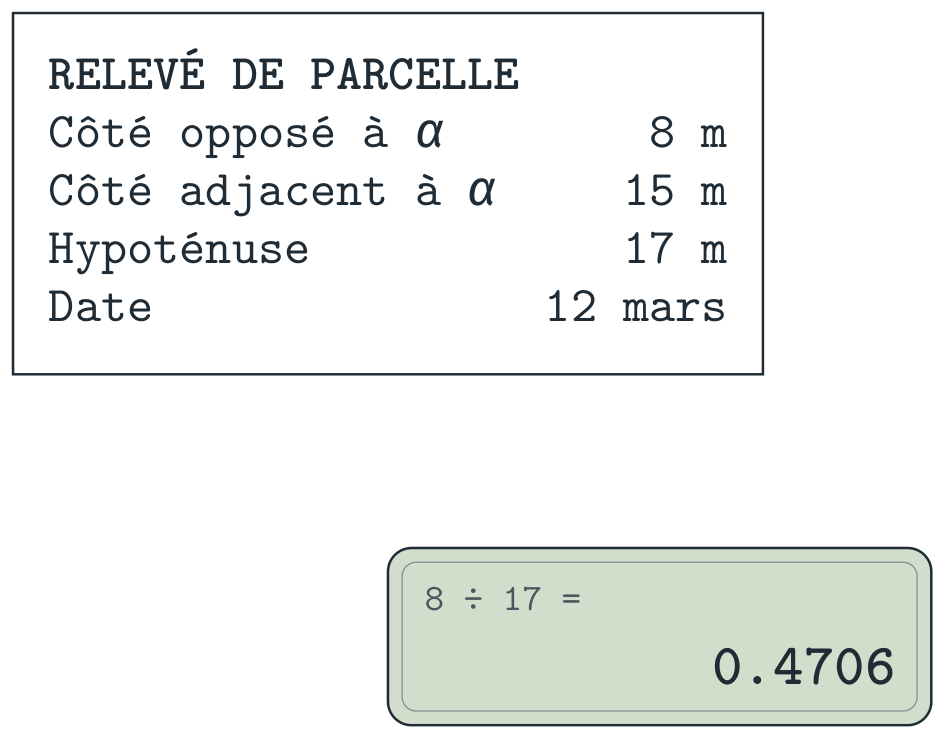 RELEVÉ DE PARCELLE
Côté opposé à α 8 m
Côté adjacent à α 15 m
Hypoténuse 17 m
Date 12 mars
8 ÷ 17 =
0.4706